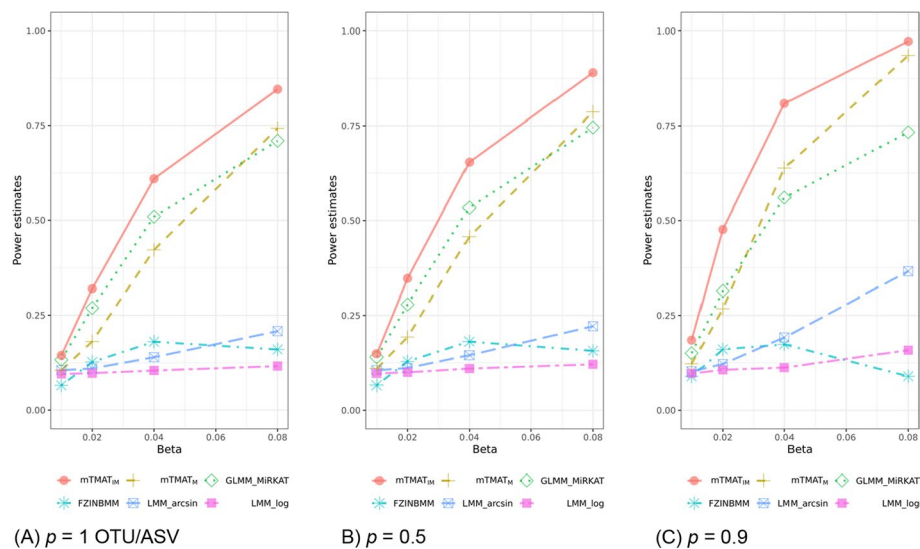 1.00
0.75
0.50
0.25
0.00
Power estimates
0.02 0.04 0.06 0.08
Beta
mTMAT_IM mTMAT_M GLMM_MiRKAT
FZINBMM LMM_arcsin LMM_log
(A) p = 1 OTU/ASV
1.00
0.75
0.50
0.25
0.00
Power estimates
0.02 0.04 0.06 0.08
Beta
mTMAT_IM mTMAT_M GLMM_MiRKAT
FZINBMM LMM_arcsin LMM_log
B) p = 0.5
1.00
0.75
0.50
0.25
0.00
Power estimates
0.02 0.04 0.06 0.08
Beta
mTMAT_IM mTMAT_M GLMM_MiRKAT
FZINBMM LMM_arcsin LMM_log
(C) p = 0.9